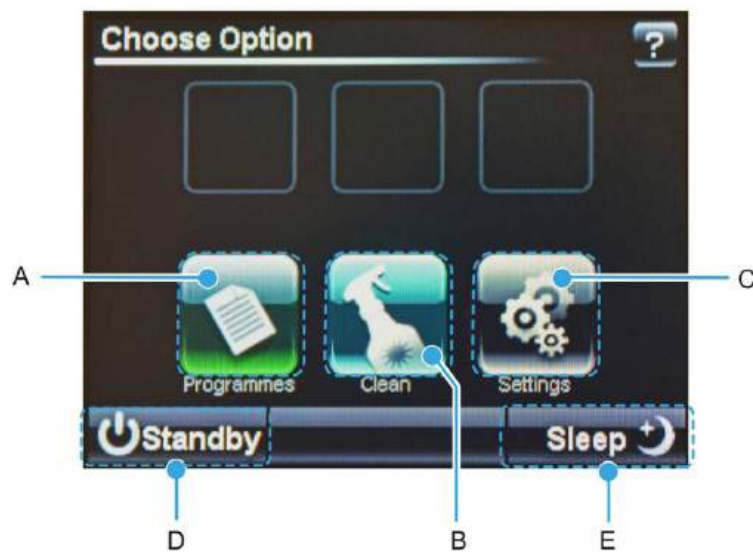 Choose Option
?
A
C
Programmes
Clean
Settings
Standby
Sleep
D
B
E